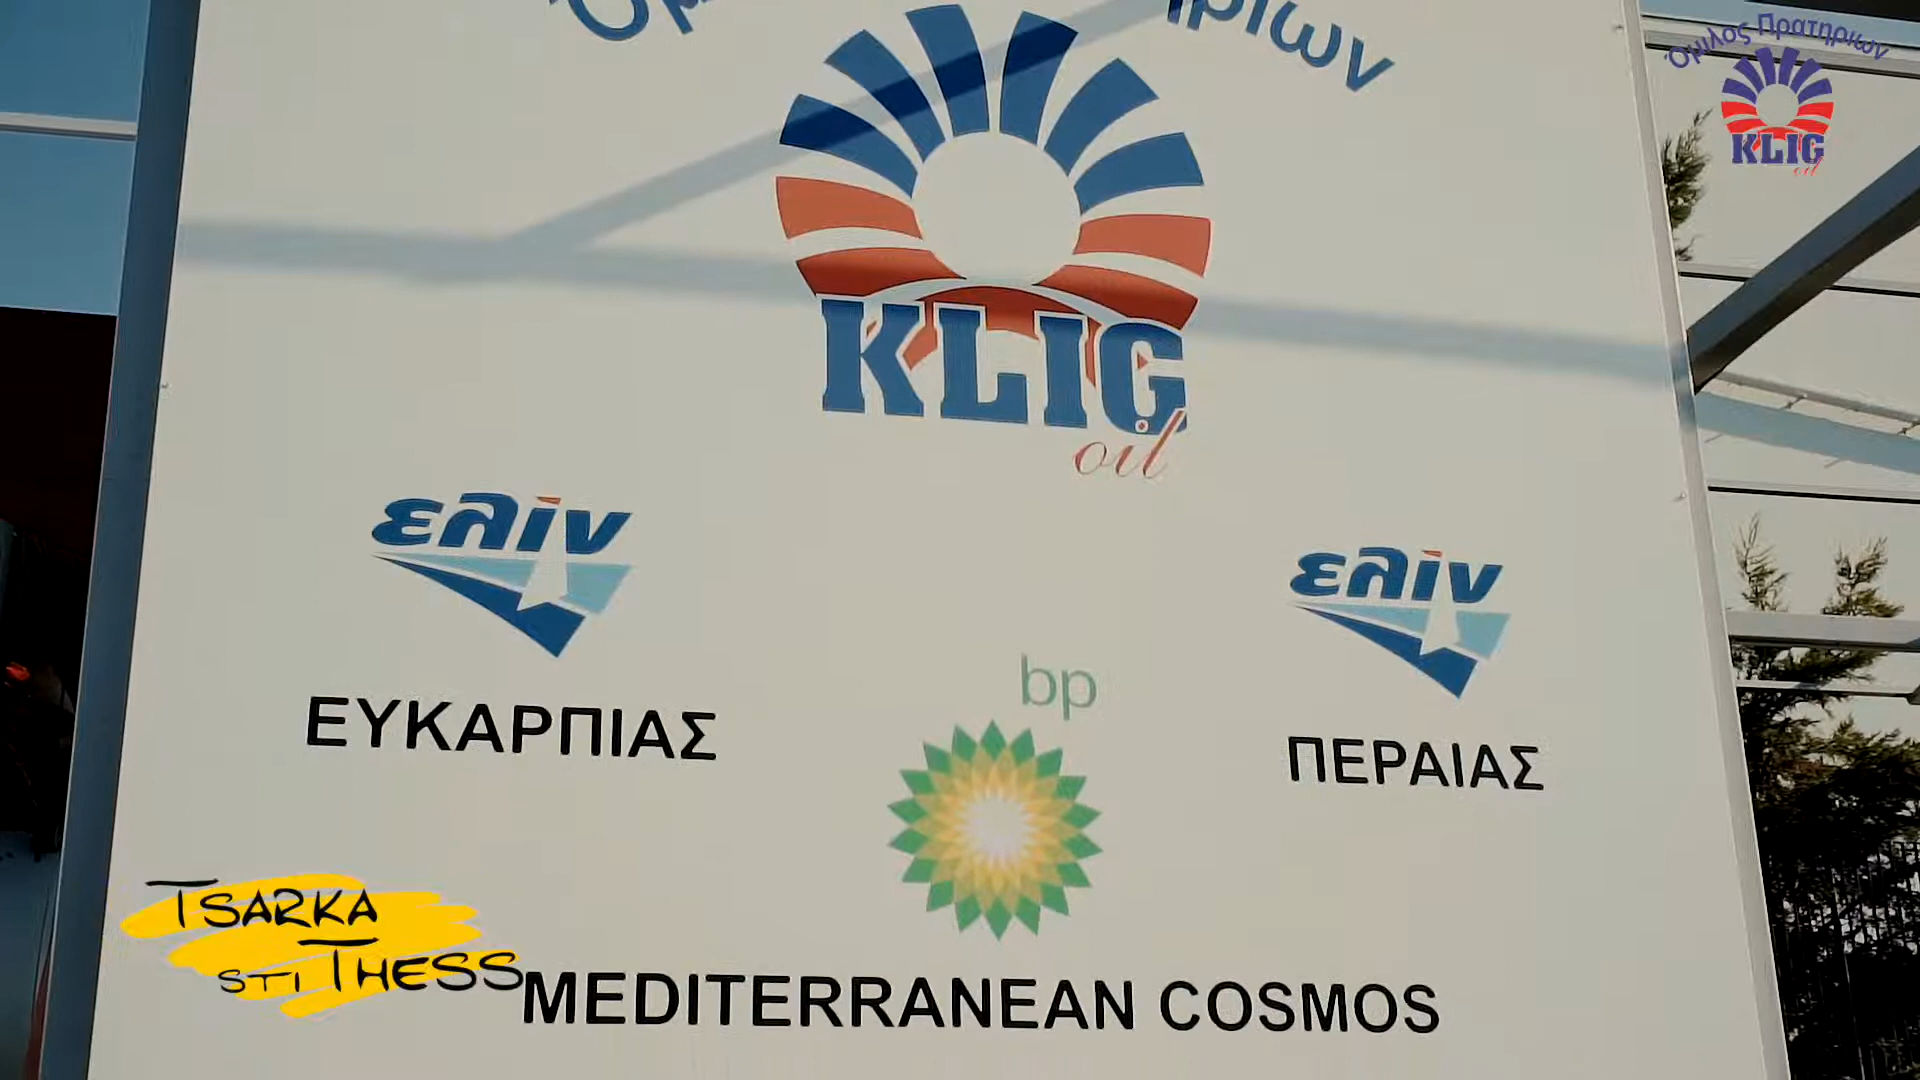 Όμιλος Πρατηρίων
KLIG
oil
ελίν
ΕΥΚΑΡΠΙΑΣ
ελίν
ΠΕΡΑΙΑΣ
bp
MEDITERRANEAN COSMOS
TSARKA
STI THESS